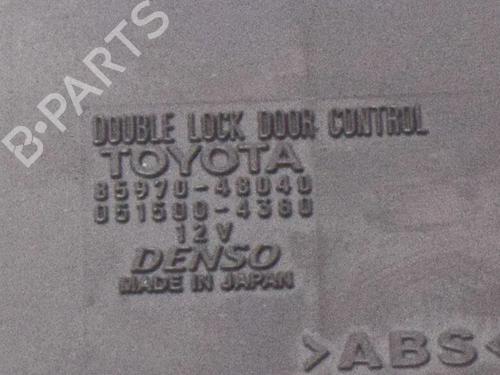 B-PARTS
DOUBLE LOCK DOOR CONTROL
TOYOTA
85970-48040
051500-4360
12V
DENSO
MADE IN JAPAN
>ABS<